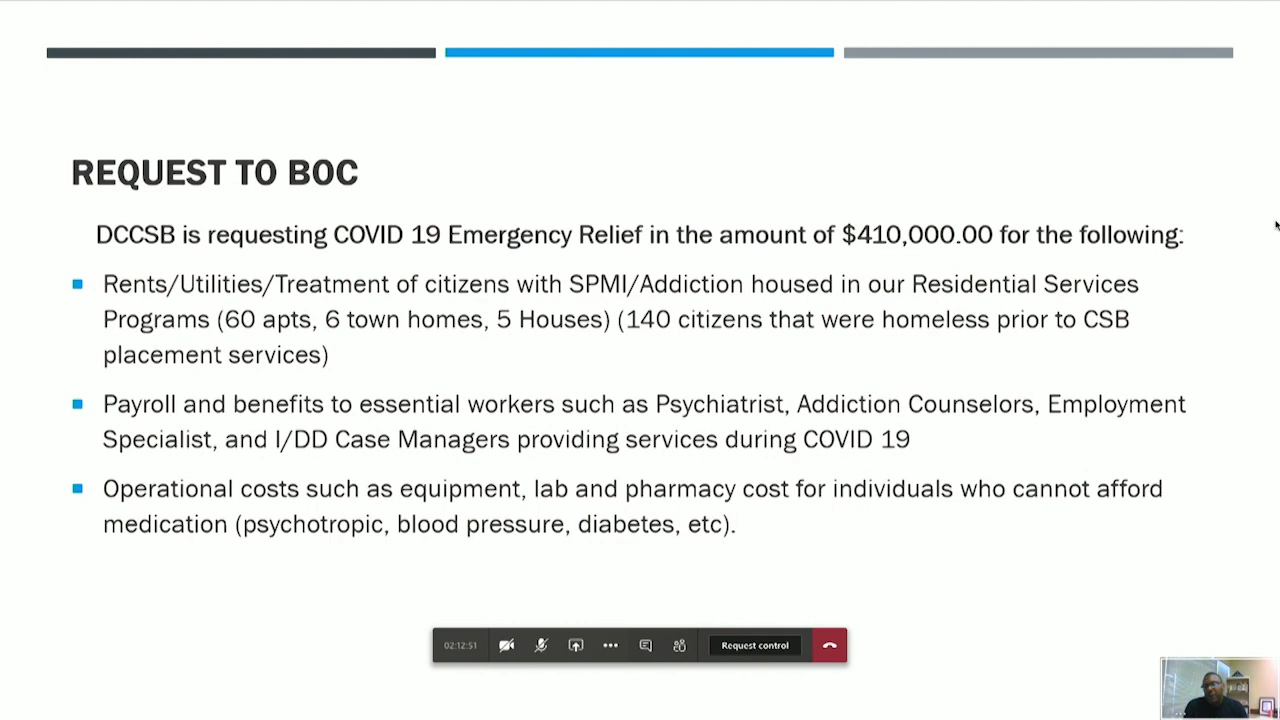 REQUEST TO BOC
DCCSB is requesting COVID 19 Emergency Relief in the amount of $410,000.00 for the following:
Rents/Utilities/Treatment of citizens with SPMI/Addiction housed in our Residential Services
Programs (60 apts, 6 town homes, 5 Houses) (140 citizens that were homeless prior to CSB
placement services)
Payroll and benefits to essential workers such as Psychiatrist, Addiction Counselors, Employment
Specialist, and I/DD Case Managers providing services during COVID 19
Operational costs such as equipment, lab and pharmacy cost for individuals who cannot afford
medication (psychotropic, blood pressure, diabetes, etc).
02:12:51
Request control